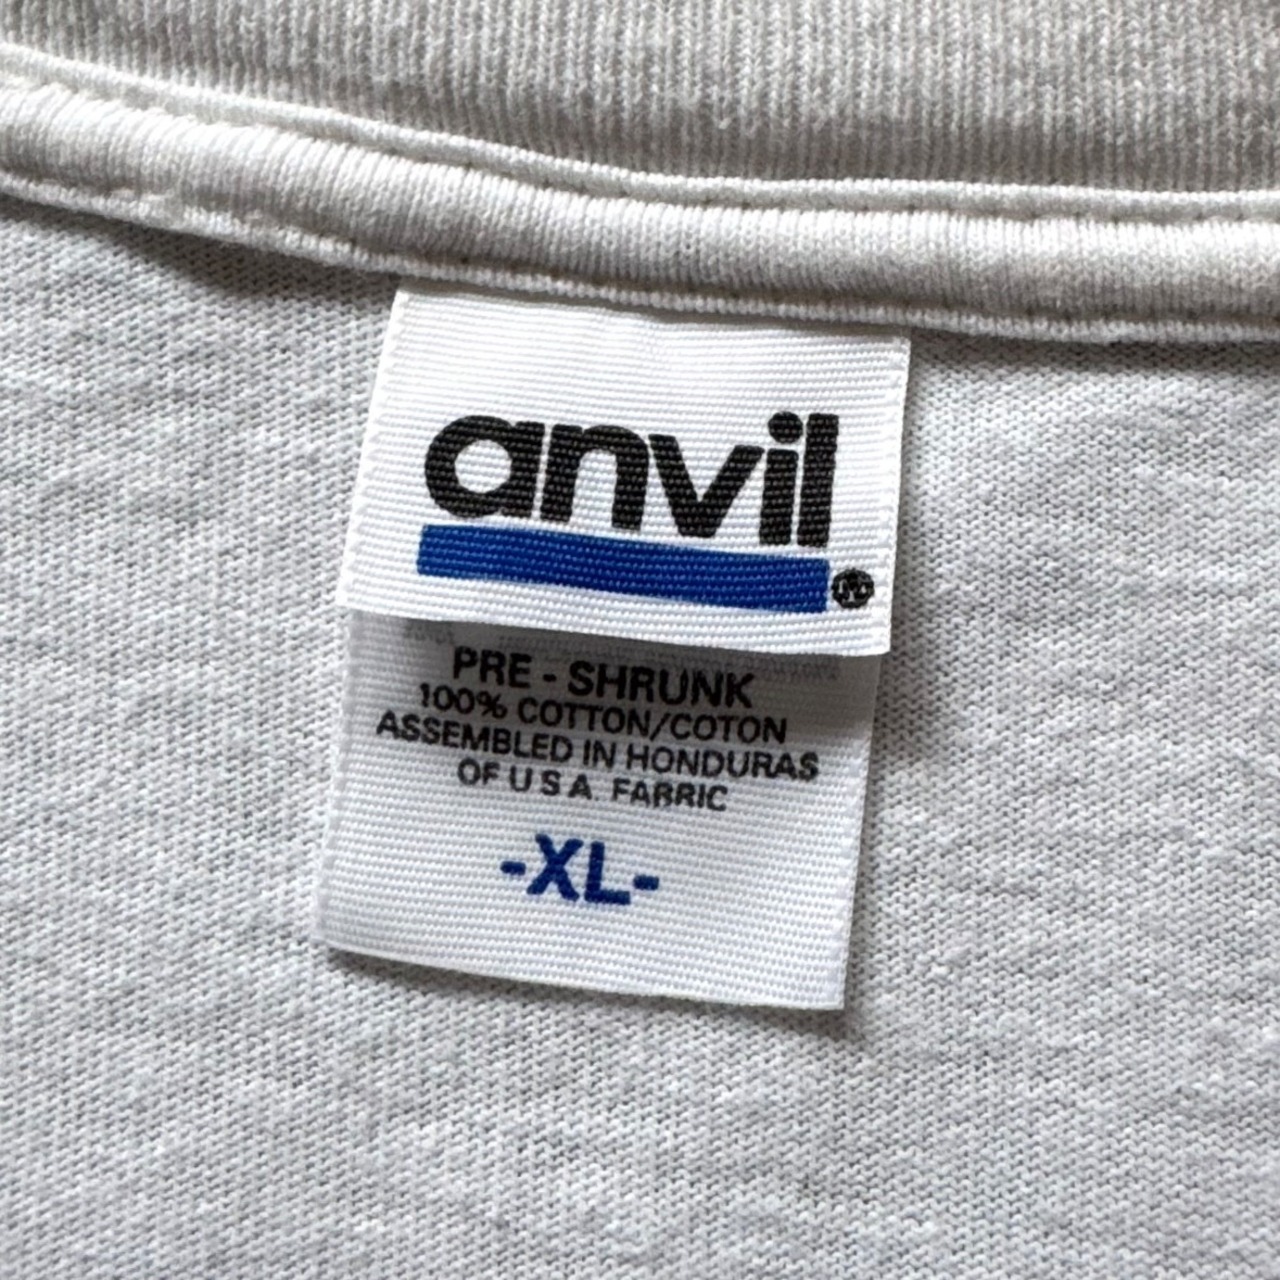 anvil®
PRE - SHRUNK
100% COTTON/COTON
ASSEMBLED IN HONDURAS
OF U S A. FABRIC
-XL-